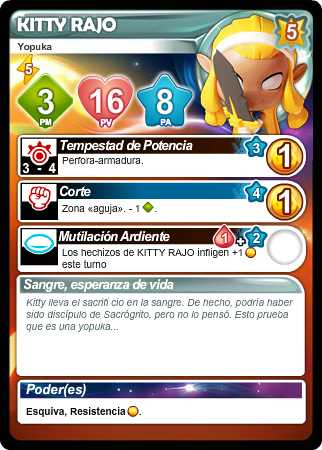 KITTY RAJO
Yopuka
5
5
3
PM
16
PV
8
PA
Tempestad de Potencia
3
1
Perfora-armadura.
3 - 4
Corte
4
1
Zona «aguja». - 1 .
Mutilación Ardiente
1 + 2
Los hechizos de KITTY RAJO infligen +1
este turno
Sangre, esperanza de vida
Kitty lleva el sacrifi cio en la sangre. De hecho, podría haber
sido discípulo de Sacrógrito, pero no lo pensó. Esto prueba
que es una yopuka...
Poder(es)
Esquiva, Resistencia .